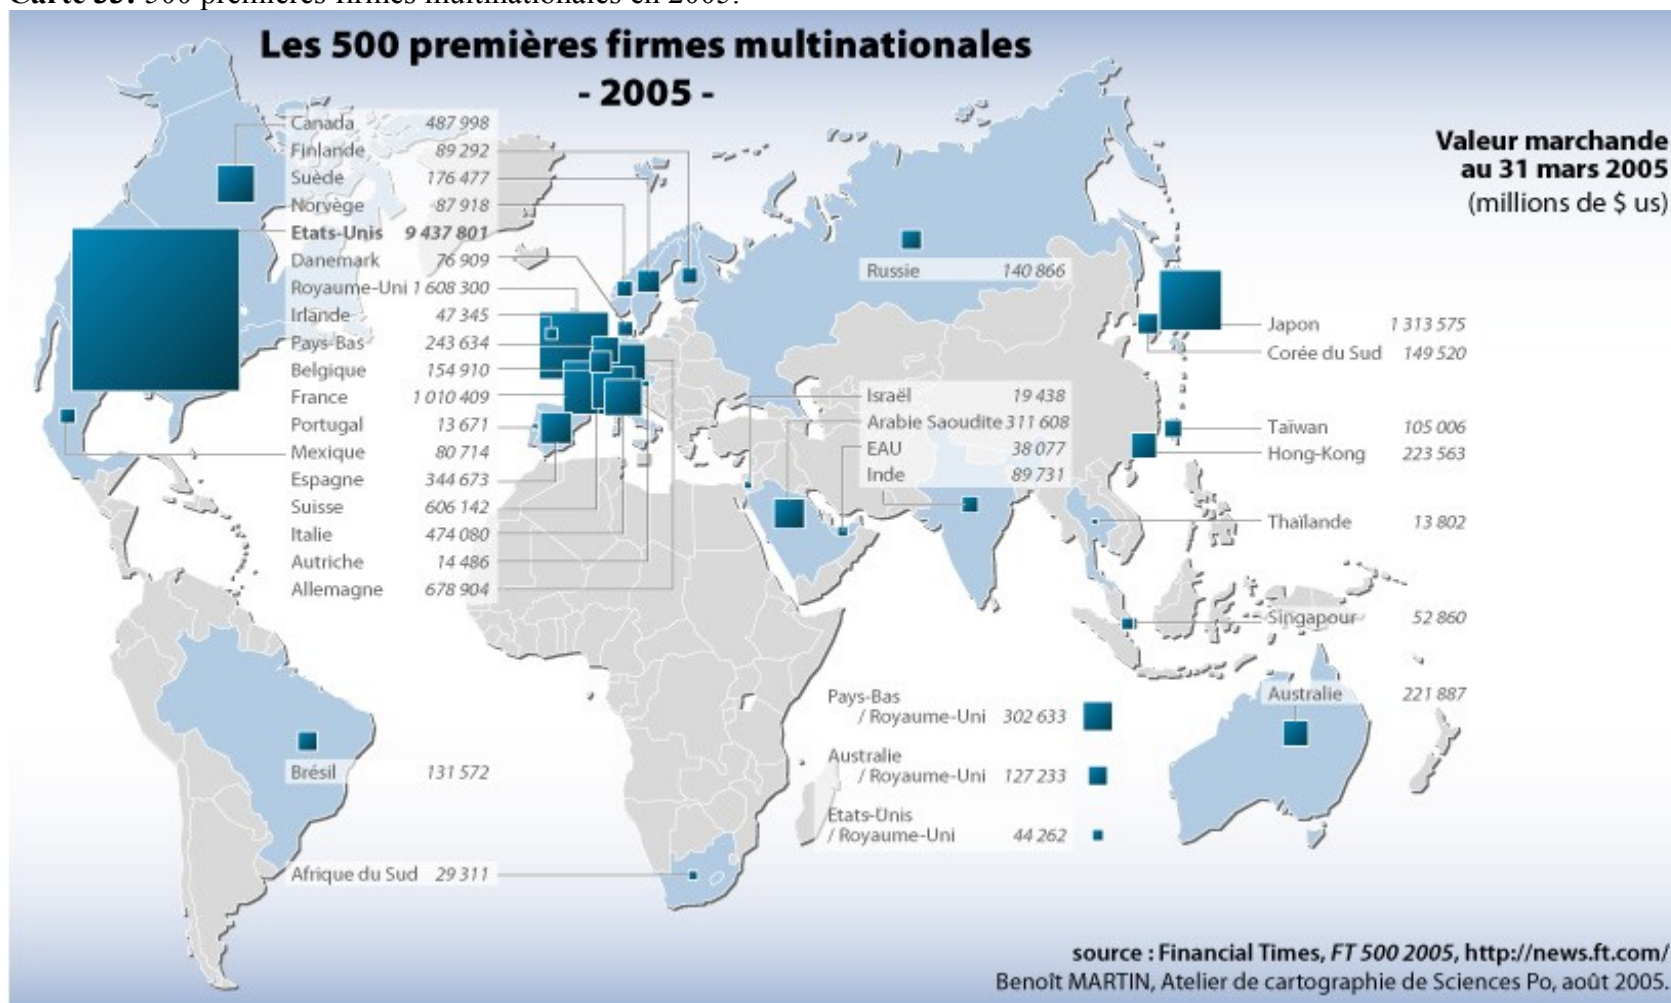 Carte 33: 500 premières firmes multinationales en 2005.
Les 500 premières firmes multinationales
- 2005 -
Valeur marchande
au 31 mars 2005
(millions de $ us)
Canada 487 998
Finlande 89 292
Suède 176 477
Norvège 87 918
Etats-Unis 9 437 801
Danemark 76 909
Royaume-Uni 1 608 300
Irlande 47 345
Pays-Bas 243 634
Belgique 154 910
France 1 010 409
Portugal 13 671
Mexique 80 714
Espagne 344 673
Suisse 606 142
Italie 474 080
Autriche 14 486
Allemagne 678 904
Brésil 131 572
Afrique du Sud 29 311
Russie 140 866
Israël 19 438
Arabie Saoudite 311 608
EAU 38 077
Inde 89 731
Japon 1 313 575
Corée du Sud 149 520
Taïwan 105 006
Hong-Kong 223 563
Thaïlande 13 802
Singapour 52 860
Australie 221 887
Pays-Bas
/ Royaume-Uni 302 633
Australie
/ Royaume-Uni 127 233
Etats-Unis
/ Royaume-Uni 44 262
source : Financial Times, FT 500 2005, http://news.ft.com/
Benoît MARTIN, Atelier de cartographie de Sciences Po, août 2005.